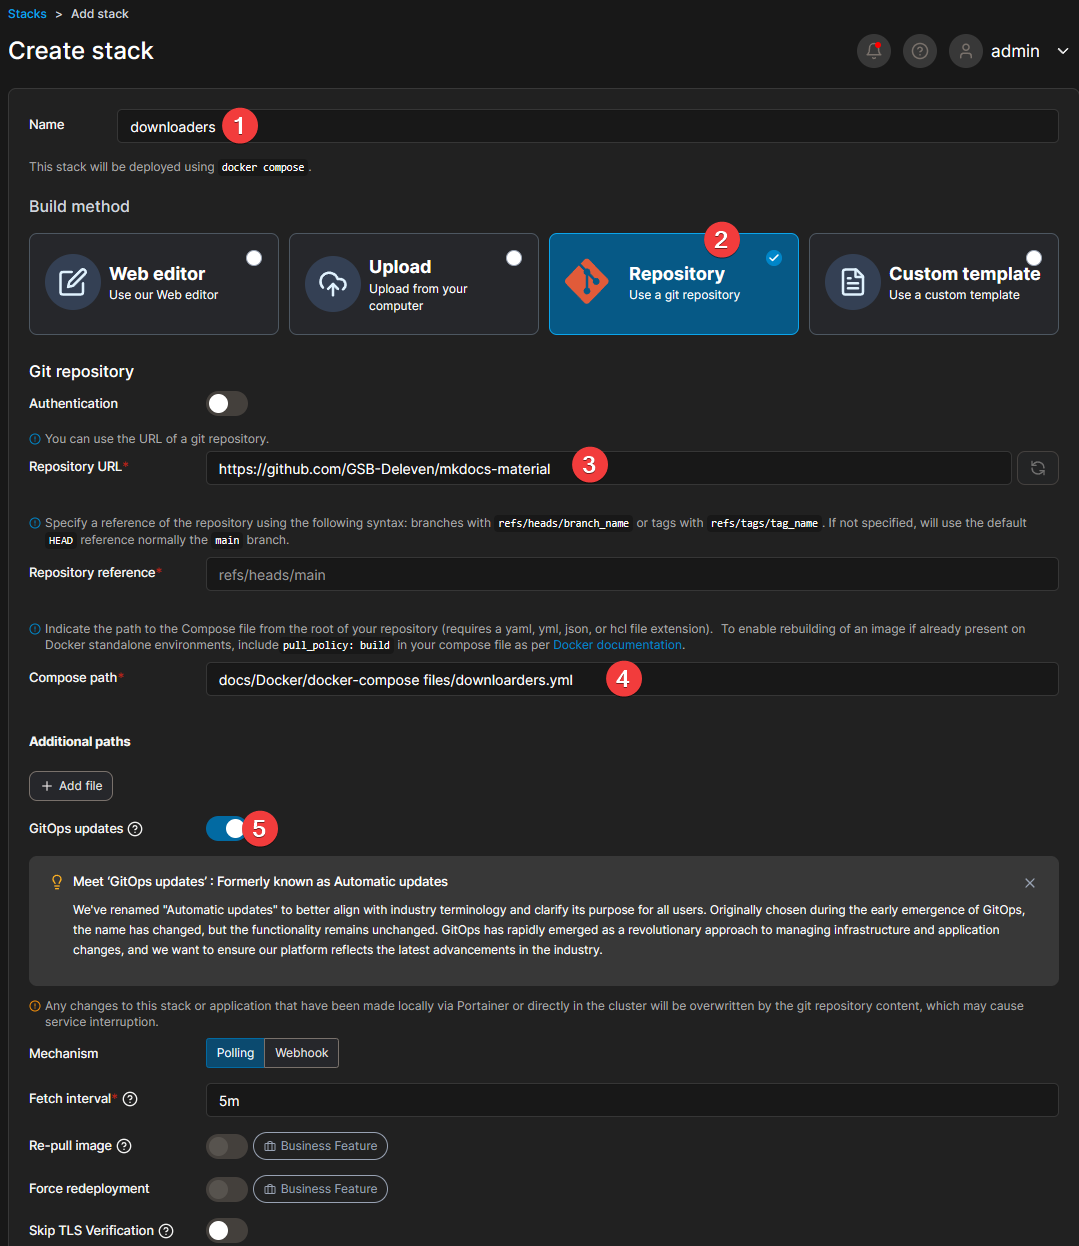 Stacks > Add stack
Create stack
admin
Name
downloaders
1
This stack will be deployed using docker compose .
Build method
Web editor
Use our Web editor
Upload
Upload from your
computer
2
Repository
Use a git repository
Custom template
Use a custom template
Git repository
Authentication
You can use the URL of a git repository.
Repository URL*
https://github.com/GSB-Deleven/mkdocs-material
3
Specify a reference of the repository using the following syntax: branches with refs/heads/branch_name or tags with refs/tags/tag_name . If not specified, will use the default
HEAD reference normally the main branch.
Repository reference*
refs/heads/main
Indicate the path to the Compose file from the root of your repository (requires a yaml, yml, json, or hcl file extension). To enable rebuilding of an image if already present on
Docker standalone environments, include pull_policy: build in your compose file as per Docker documentation.
Compose path*
docs/Docker/docker-compose files/downloarders.yml
4
Additional paths
+ Add file
GitOps updates ?
5
Meet 'GitOps updates' : Formerly known as Automatic updates
We've renamed "Automatic updates" to better align with industry terminology and clarify its purpose for all users. Originally chosen during the early emergence of GitOps,
the name has changed, but the functionality remains unchanged. GitOps has rapidly emerged as a revolutionary approach to managing infrastructure and application
changes, and we want to ensure our platform reflects the latest advancements in the industry.
Any changes to this stack or application that have been made locally via Portainer or directly in the cluster will be overwritten by the git repository content, which may cause
service interruption.
Mechanism
Polling
Webhook
Fetch interval* ?
5m
Re-pull image ?
Business Feature
Force redeployment
Business Feature
Skip TLS Verification ?